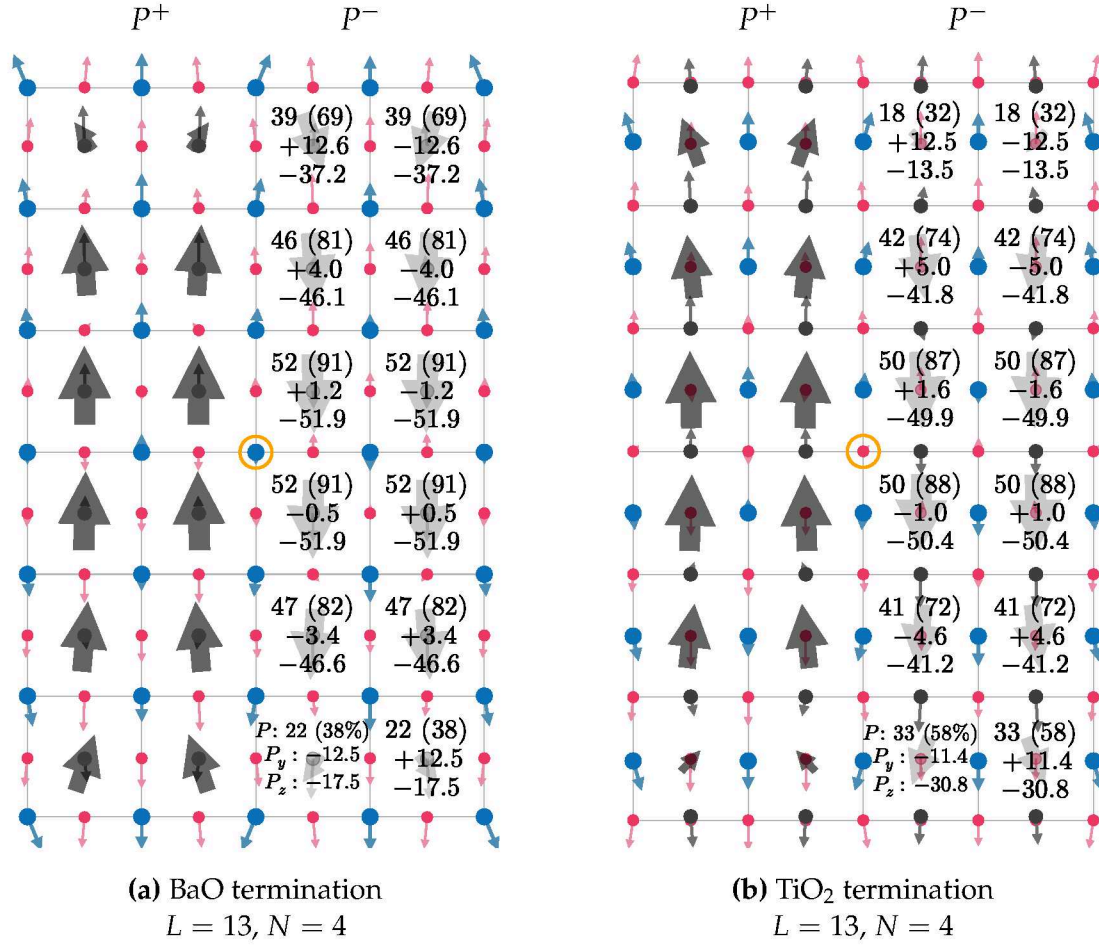 P⁺ P⁻
39 (69) 39 (69)
+12.6 −12.6
−37.2 −37.2
46 (81) 46 (81)
+4.0 −4.0
−46.1 −46.1
52 (91) 52 (91)
+1.2 −1.2
−51.9 −51.9
52 (91) 52 (91)
−0.5 +0.5
−51.9 −51.9
47 (82) 47 (82)
−3.4 +3.4
−46.6 −46.6
P: 22 (38%) 22 (38)
P_y: −12.5 +12.5
P_z: −17.5 −17.5
(a) BaO termination
L = 13, N = 4
P⁺ P⁻
18 (32) 18 (32)
+12.5 −12.5
−13.5 −13.5
42 (74) 42 (74)
+5.0 −5.0
−41.8 −41.8
50 (87) 50 (87)
+1.6 −1.6
−49.9 −49.9
50 (88) 50 (88)
−1.0 +1.0
−50.4 −50.4
41 (72) 41 (72)
−4.6 +4.6
−41.2 −41.2
P: 33 (58%) 33 (58)
P_y: −11.4 +11.4
P_z: −30.8 −30.8
(b) TiO₂ termination
L = 13, N = 4